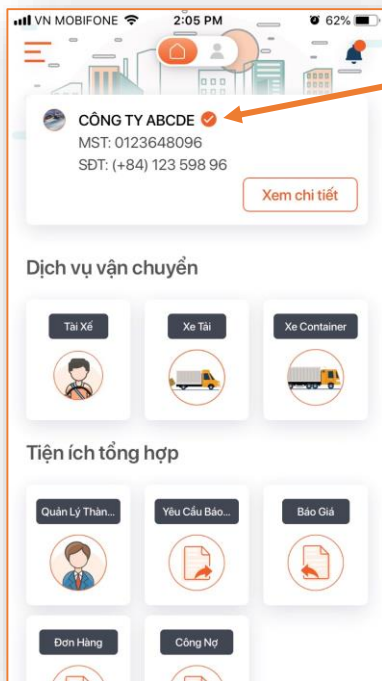 VN MOBIFONE 2:05 PM 62%
CÔNG TY ABCDE
MST: 0123648096
SĐT: (+84) 123 598 96
Xem chi tiết
Dịch vụ vận chuyển
Tài Xế Xe Tải Xe Container
Tiện ích tổng hợp
Quản Lý Thàn... Yêu Cầu Báo... Báo Giá
Đơn Hàng Công Nợ